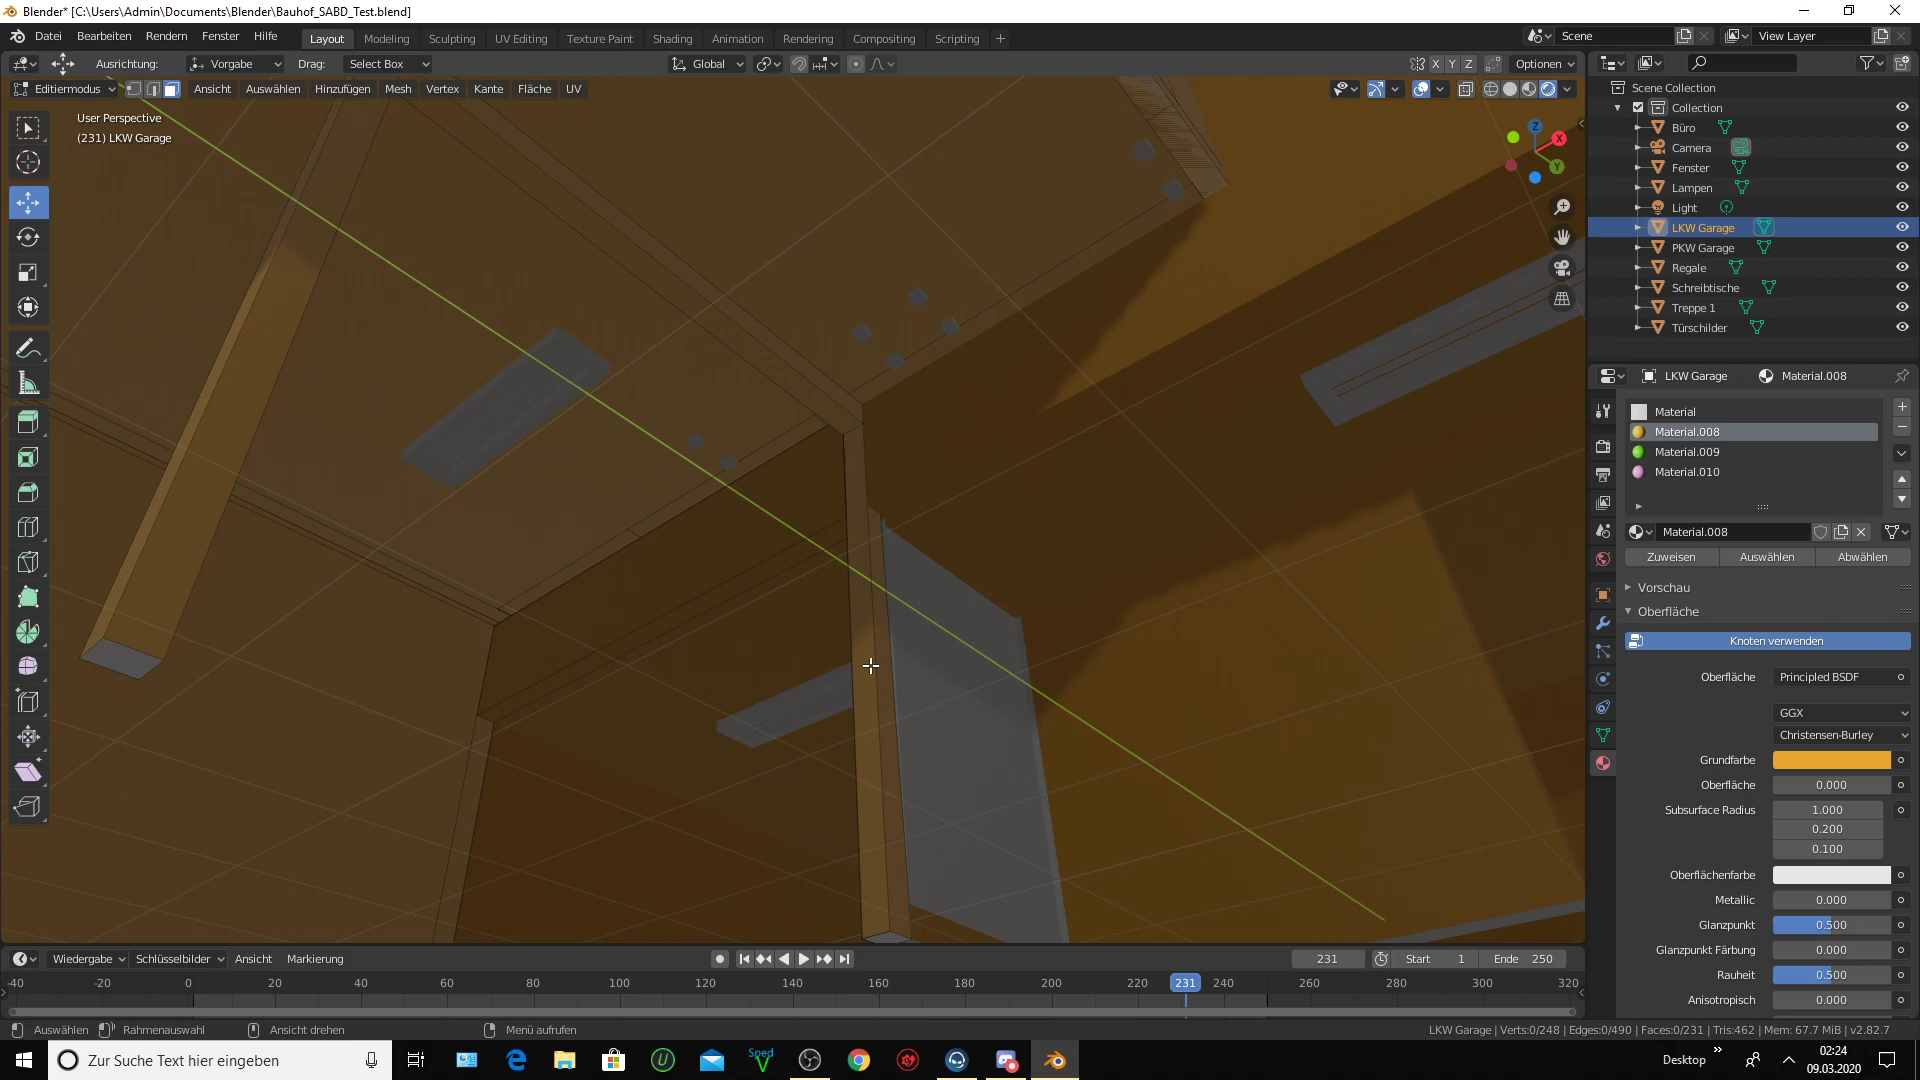 Blender* [C:\Users\Admin\Documents\Blender\Bauhof_SABD_Test.blend]
Datei Bearbeiten Rendern Fenster Hilfe
Layout Modeling Sculpting UV Editing Texture Paint Shading Animation Rendering Compositing Scripting
Scene
View Layer
Ausrichtung: Vorgabe Drag: Select Box Global X Y Z Optionen
Editiermodus Ansicht Auswählen Hinzufügen Mesh Vertex Kante Fläche UV
User Perspective
(231) LKW Garage
Z
X
Y
Scene Collection
Collection
Büro
Camera
Fenster
Lampen
Light
LKW Garage
PKW Garage
Regale
Schreibtische
Treppe 1
Türschilder
LKW Garage Material.008
Material
Material.008
Material.009
Material.010
Material.008
Zuweisen Auswählen Abwählen
Vorschau
Oberfläche
Knoten verwenden
Oberfläche Principled BSDF
GGX
Christensen-Burley
Grundfarbe
Oberfläche 0.000
Subsurface Radius 1.000
0.200
0.100
Oberflächenfarbe
Metallic 0.000
Glanzpunkt 0.500
Glanzpunkt Färbung 0.000
Rauheit 0.500
Anisotropisch 0.000
Wiedergabe Schlüsselbilder Ansicht Markierung 231 Start 1 Ende 250
-40 -20 0 20 40 60 80 100 120 140 160 180 200 220 231 240 260 280 300 320
Auswählen Rahmenauswahl Ansicht drehen Menü aufrufen LKW Garage | Verts:0/248 | Edges:0/490 | Faces:0/231 | Tris:462 | Mem: 67.7 MiB | v2.82.7
Zur Suche Text hier eingeben
Sped
V
Desktop
02:24
09.03.2020